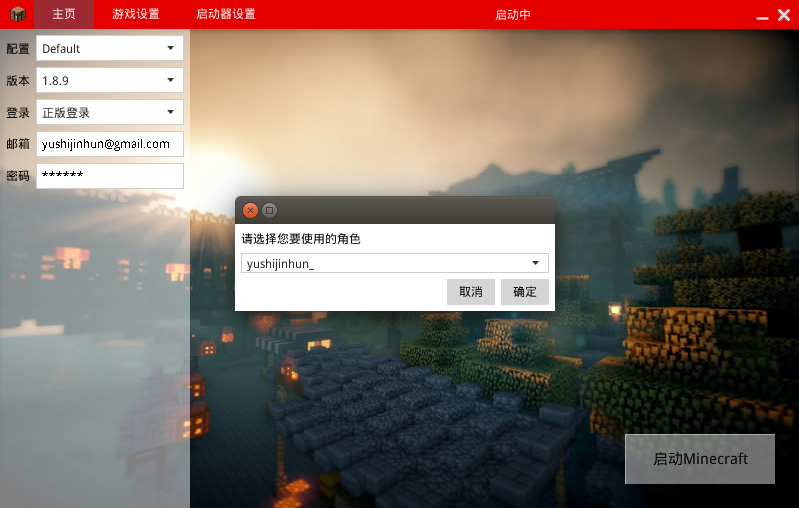 主页 游戏设置 启动器设置 启动中
配置 Default
版本 1.8.9
登录 正版登录
邮箱 yushijinhun@gmail.com
密码 ******
请选择您要使用的角色
yushijinhun_
取消 确定
启动Minecraft